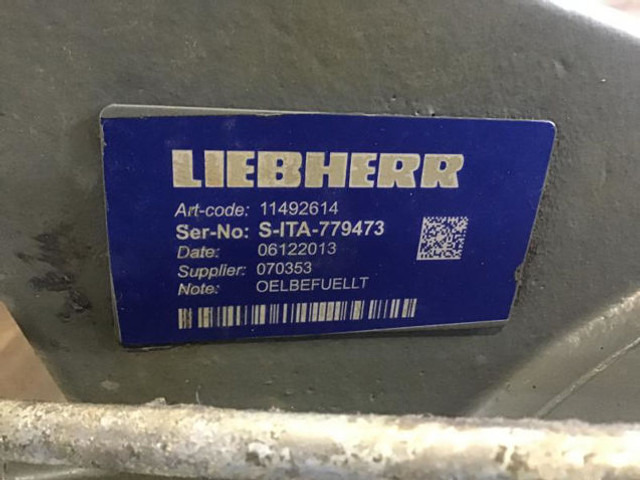 LIEBHERR
Art-code: 11492614
Ser-No: S-ITA-779473
Date: 06122013
Supplier: 070353
Note: OELBEFUELLT